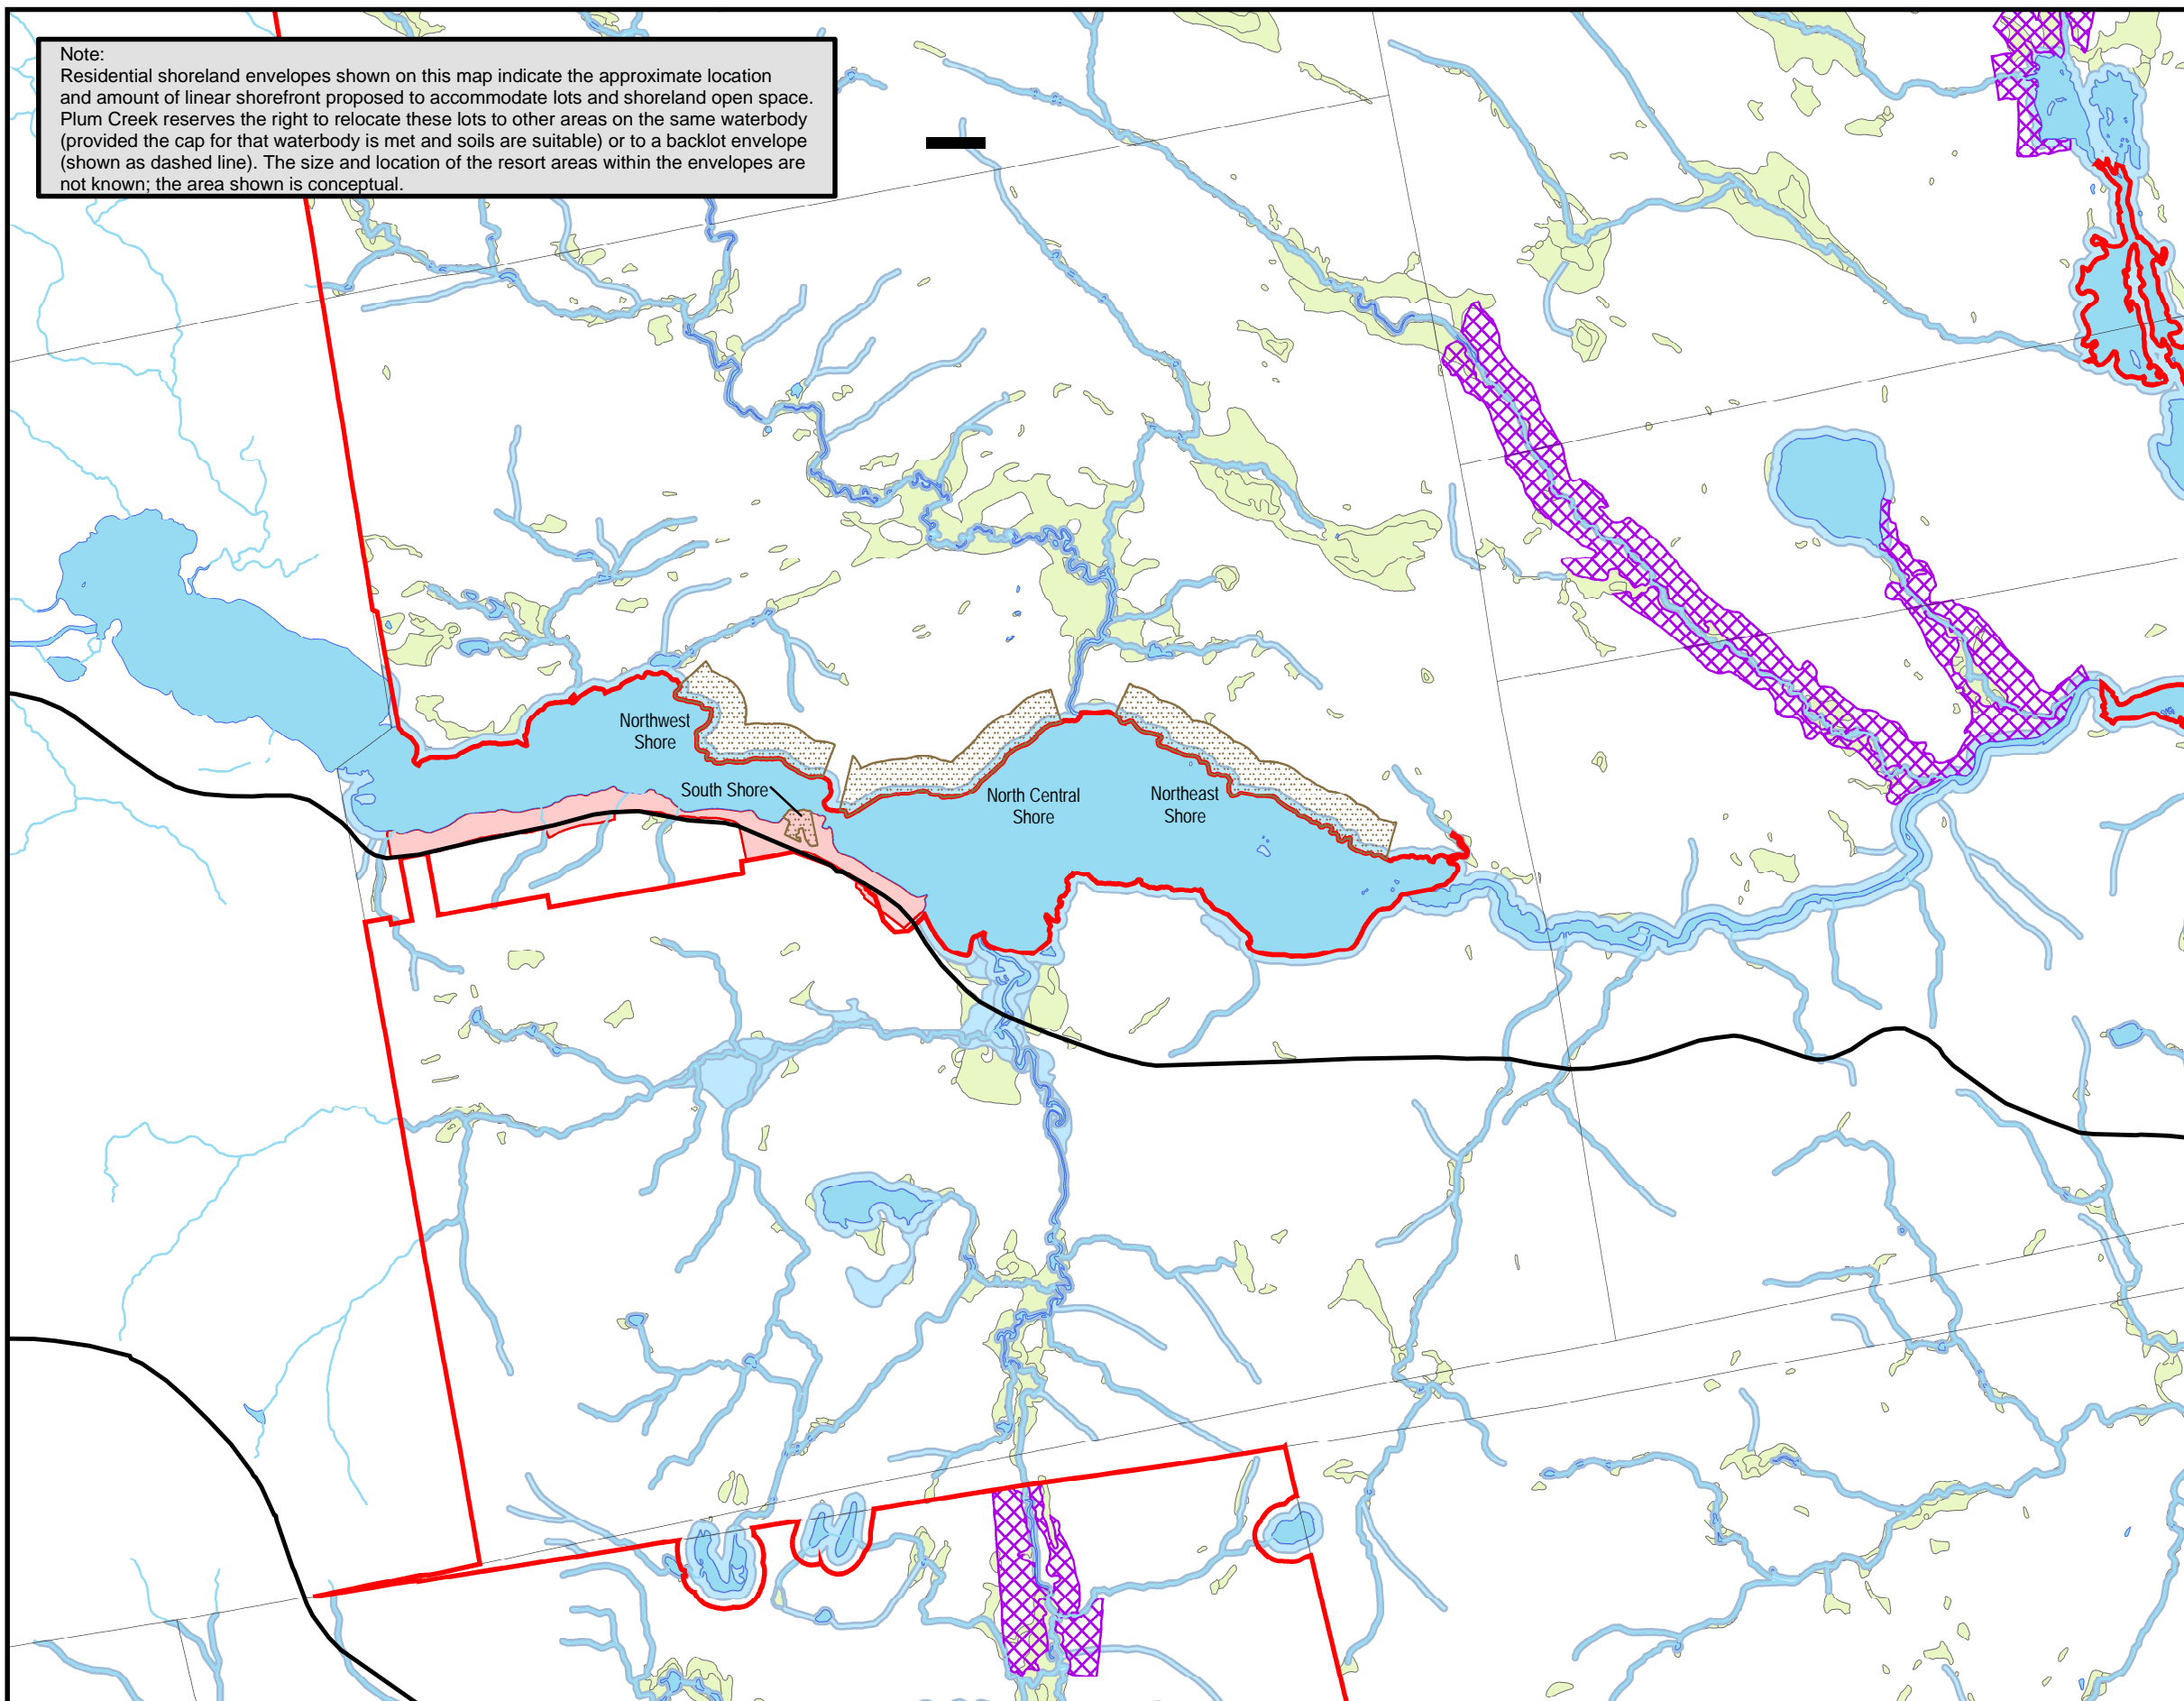 Note:
Residential shoreland envelopes shown on this map indicate the approximate location
and amount of linear shorefront proposed to accommodate lots and shoreland open space.
Plum Creek reserves the right to relocate these lots to other areas on the same waterbody
(provided the cap for that waterbody is met and soils are suitable) or to a backlot envelope
(shown as dashed line). The size and location of the resort areas within the envelopes are
not known; the area shown is conceptual.
Northwest
Shore
South Shore
North Central
Shore
Northeast
Shore